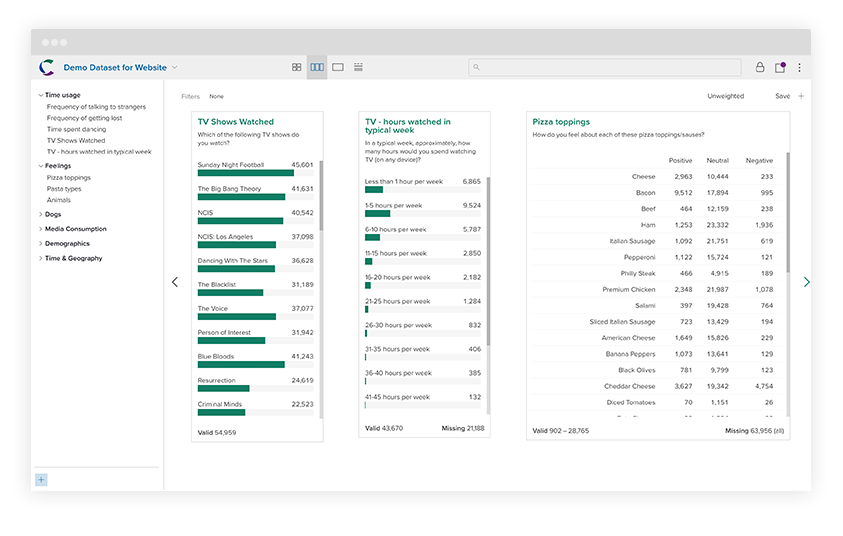 Demo Dataset for Website
Time usage
Frequency of talking to strangers
Frequency of getting lost
Time spent dancing
TV Shows Watched
TV - hours watched in typical week
Feelings
Pizza toppings
Pasta types
Animals
Dogs
Media Consumption
Demographics
Time & Geography
Filters None
Unweighted Save +
TV Shows Watched
Which of the following TV shows do
you watch?
Sunday Night Football 45,601
The Big Bang Theory 41,631
NCIS 40,542
NCIS: Los Angeles 37,098
Dancing With The Stars 36,628
The Blacklist 31,189
The Voice 37,077
Person of Interest 31,942
Blue Bloods 41,243
Resurrection 24,619
Criminal Minds 22,523
Valid 54,959
TV - hours watched in
typical week
In a typical week, approximately, how
many hours would you spend watching
TV (on any device)?
Less than 1 hour per week 6,865
1-5 hours per week 9,524
6-10 hours per week 5,787
11-15 hours per week 2,850
16-20 hours per week 2,182
21-25 hours per week 1,284
26-30 hours per week 832
31-35 hours per week 406
36-40 hours per week 385
41-45 hours per week 132
Valid 43,670 Missing 21,188
Pizza toppings
How do you feel about each of these pizza toppings/sauses?
Positive Neutral Negative
Cheese 2,963 10,444 233
Bacon 9,512 17,894 995
Beef 464 12,159 238
Ham 1,253 23,332 1,936
Italian Sausage 1,092 21,751 619
Pepperoni 1,122 15,724 121
Philly Steak 466 4,915 189
Premium Chicken 2,348 21,987 1,078
Salami 397 19,428 764
Sliced Italian Sausage 723 13,429 194
American Cheese 1,649 15,826 229
Banana Peppers 1,073 13,641 129
Black Olives 781 9,799 123
Cheddar Cheese 3,627 19,342 4,754
Diced Tomatoes 70 1,151 26
Valid 902 – 28,765 Missing 63,956 (all)